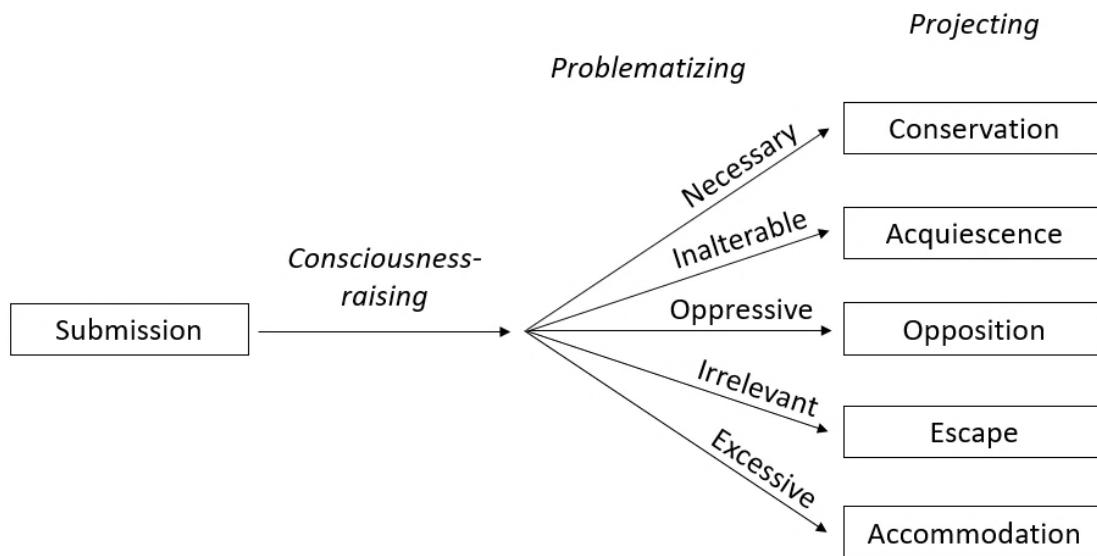 Projecting
Problematizing
Conservation
Necessary
Acquiescence
Inalterable
Consciousness-
raising
Submission
Oppressive
Opposition
Irrelevant
Escape
Excessive
Accommodation